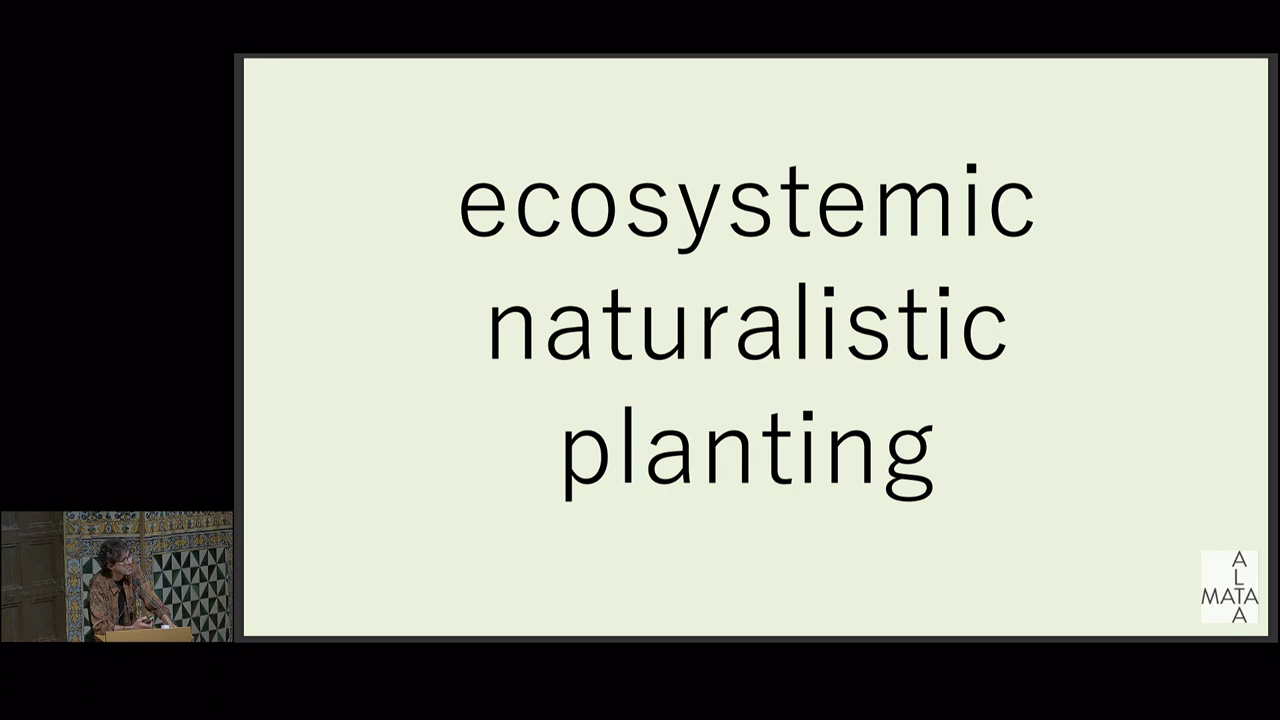 ecosystemic
naturalistic
planting
A
L
MATA
A